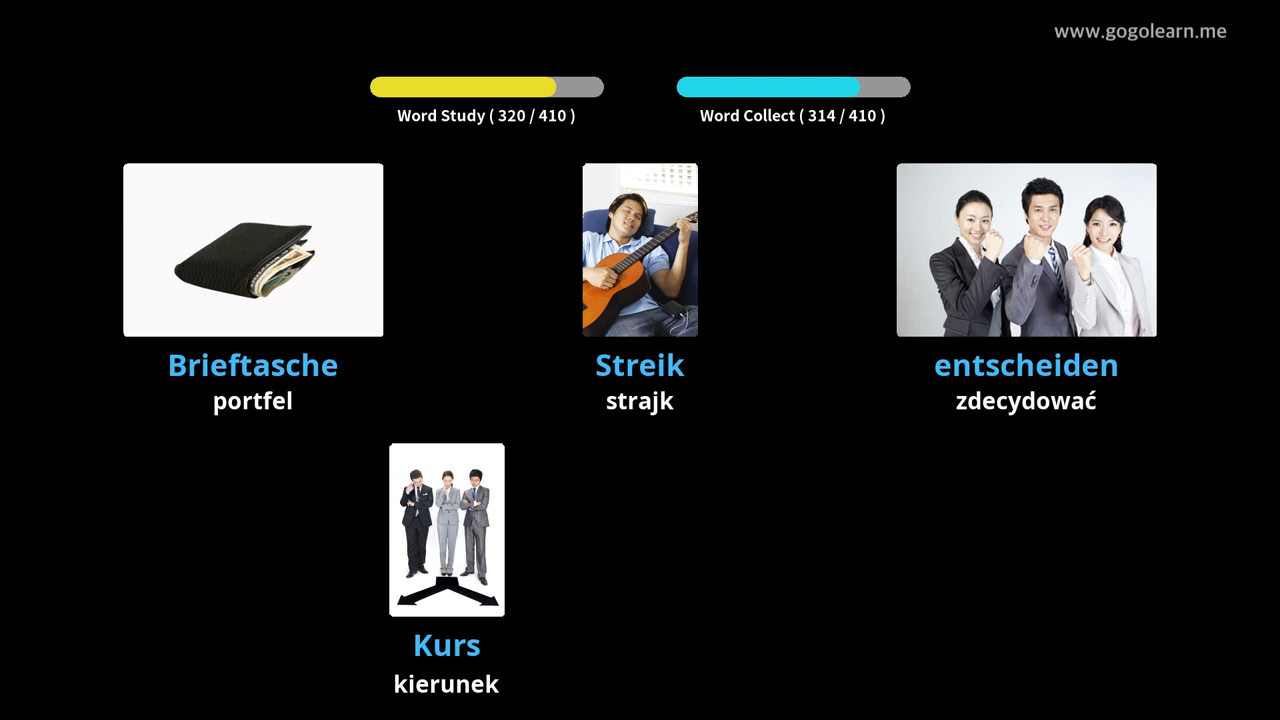 www.gogolearn.me
Word Study ( 320 / 410 )
Word Collect ( 314 / 410 )
Brieftasche
portfel
Streik
strajk
entscheiden
zdecydować
Kurs
kierunek